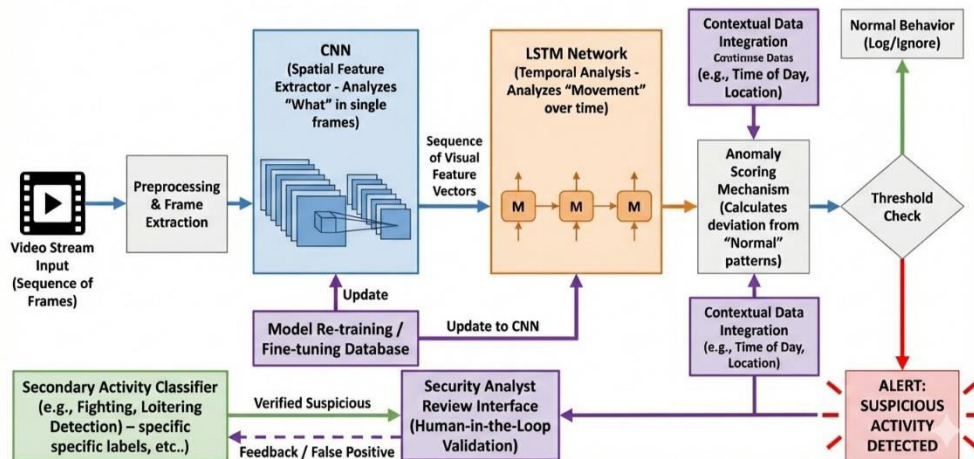 Video Stream
Input
(Sequence of
Frames)
Preprocessing
& Frame
Extraction
CNN
(Spatial Feature
Extractor - Analyzes
“What” in single
frames)
Sequence
of Visual
Feature
Vectors
LSTM Network
(Temporal Analysis -
Analyzes “Movement”
over time)
M
M
M
Contextual Data
Integration
(e.g., Time of Day,
Location)
Anomaly
Scoring
Mechanism
(Calculates
deviation from
“Normal”
patterns)
Normal Behavior
(Log/Ignore)
Threshold
Check
Update
Model Re-training /
Fine-tuning Database
Update to CNN
Contextual Data
Integration
(e.g., Time of Day,
Location)
Secondary Activity Classifier
(e.g., Fighting, Loitering
Detection) – specific
specific labels, etc..)
Verified Suspicious
Feedback / False Positive
Security Analyst
Review Interface
(Human-in-the-Loop
Validation)
ALERT:
SUSPICIOUS
ACTIVITY
DETECTED